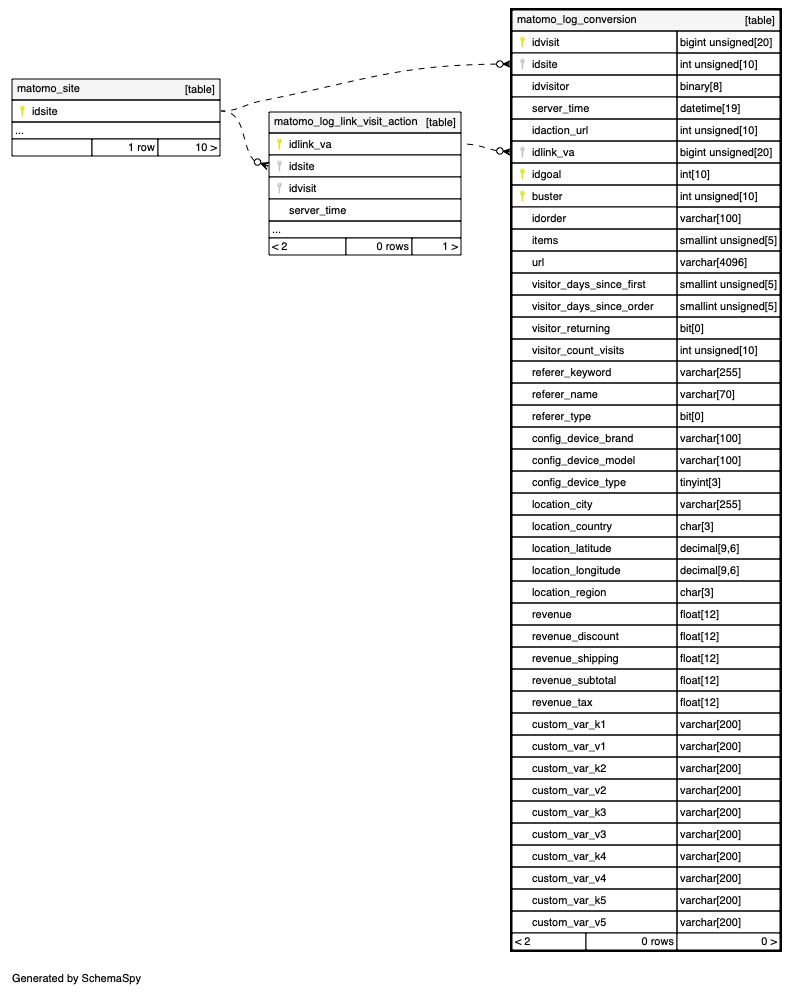 matomo_site [table]
idsite
...
1 row 10 >
matomo_log_link_visit_action [table]
idlink_va
idsite
idvisit
server_time
...
< 2 0 rows 1 >
matomo_log_conversion [table]
idvisit bigint unsigned[20]
idsite int unsigned[10]
idvisitor binary[8]
server_time datetime[19]
idaction_url int unsigned[10]
idlink_va bigint unsigned[20]
idgoal int[10]
buster int unsigned[10]
idorder varchar[100]
items smallint unsigned[5]
url varchar[4096]
visitor_days_since_first smallint unsigned[5]
visitor_days_since_order smallint unsigned[5]
visitor_returning bit[0]
visitor_count_visits int unsigned[10]
referer_keyword varchar[255]
referer_name varchar[70]
referer_type bit[0]
config_device_brand varchar[100]
config_device_model varchar[100]
config_device_type tinyint[3]
location_city varchar[255]
location_country char[3]
location_latitude decimal[9,6]
location_longitude decimal[9,6]
location_region char[3]
revenue float[12]
revenue_discount float[12]
revenue_shipping float[12]
revenue_subtotal float[12]
revenue_tax float[12]
custom_var_k1 varchar[200]
custom_var_v1 varchar[200]
custom_var_k2 varchar[200]
custom_var_v2 varchar[200]
custom_var_k3 varchar[200]
custom_var_v3 varchar[200]
custom_var_k4 varchar[200]
custom_var_v4 varchar[200]
custom_var_k5 varchar[200]
custom_var_v5 varchar[200]
< 2 0 rows 0 >
Generated by SchemaSpy